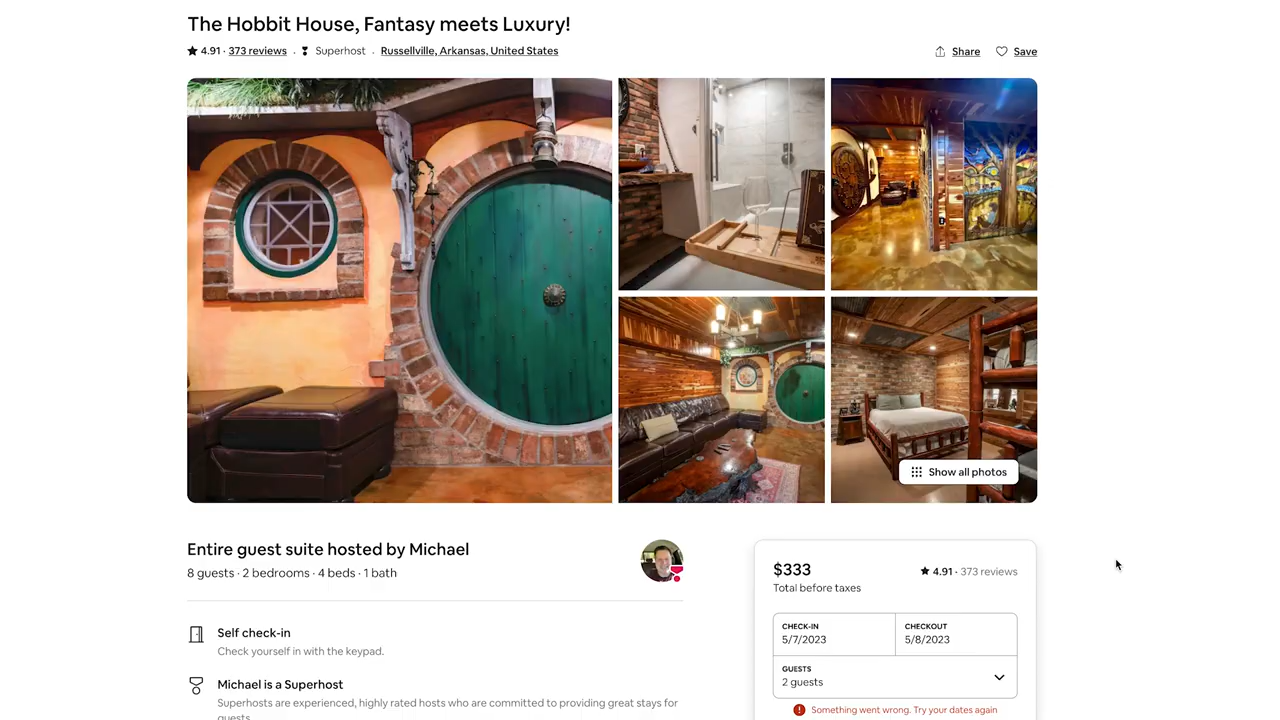 The Hobbit House, Fantasy meets Luxury!
4.91 · 373 reviews · Superhost · Russellville, Arkansas, United States
Share Save
Show all photos
Entire guest suite hosted by Michael
8 guests · 2 bedrooms · 4 beds · 1 bath
$333
4.91 · 373 reviews
Total before taxes
CHECK-IN
5/7/2023
CHECKOUT
5/8/2023
GUESTS
2 guests
Something went wrong. Try your dates again
Self check-in
Check yourself in with the keypad.
Michael is a Superhost
Superhosts are experienced, highly rated hosts who are committed to providing great stays for
guests.